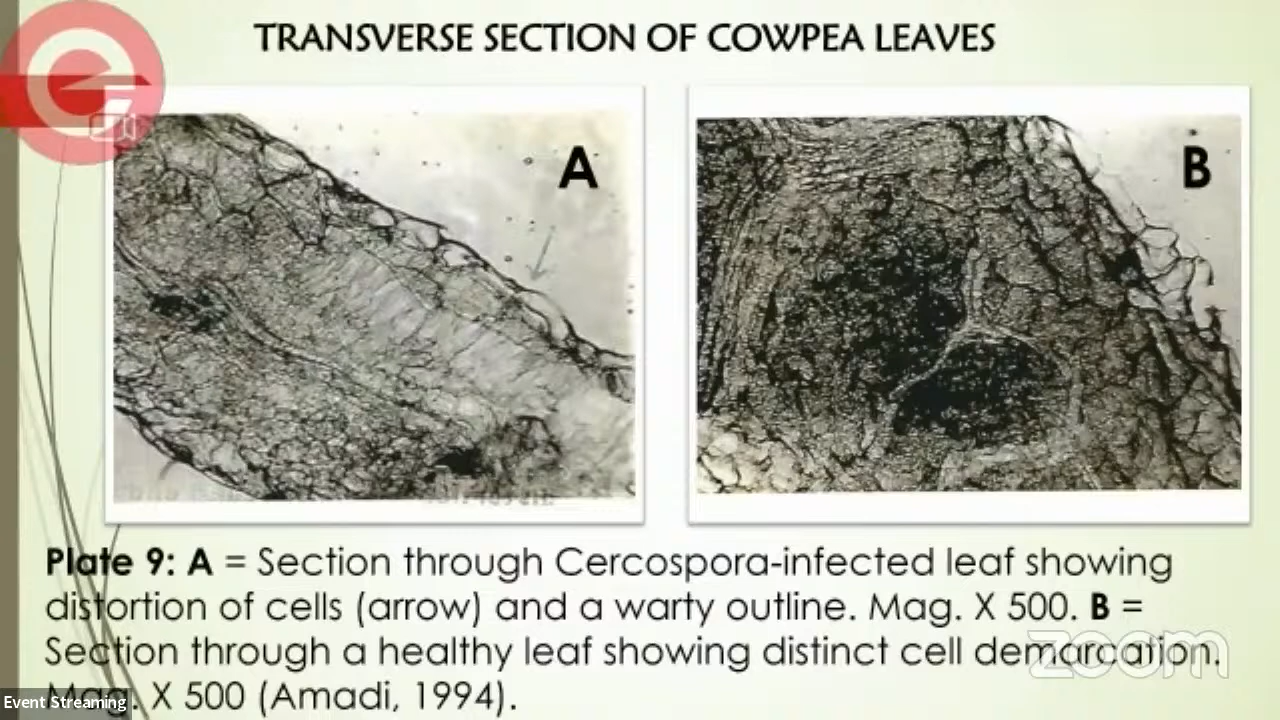 TRANSVERSE SECTION OF COWPEA LEAVES
A
B
Plate 9: A = Section through Cercospora-infected leaf showing
distortion of cells (arrow) and a warty outline. Mag. X 500. B =
Section through a healthy leaf showing distinct cell demarcation.
zoom
Mag. X 500 (Amadi, 1994).
Event Streaming